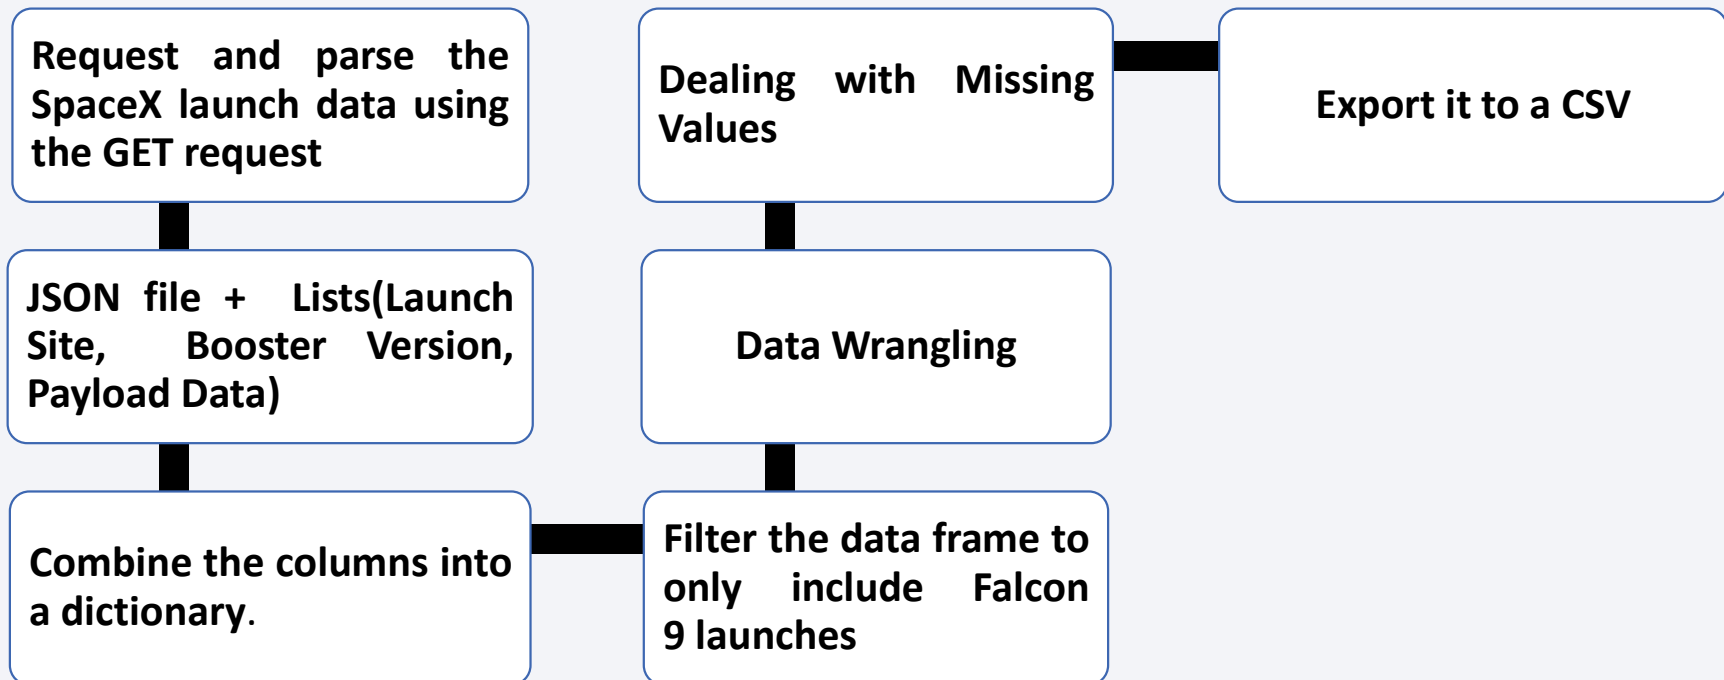 Request and parse the
SpaceX launch data using
the GET request
JSON file + Lists(Launch
Site, Booster Version,
Payload Data)
Combine the columns into
a dictionary.
Filter the data frame to
only include Falcon
9 launches
Data Wrangling
Dealing with Missing
Values
Export it to a CSV